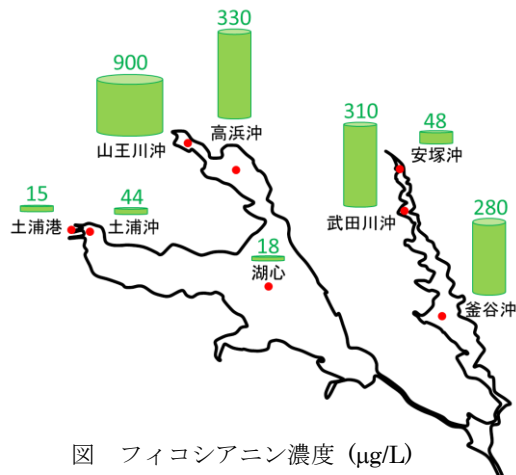 330
高浜沖
900
山王川沖
310
武田川沖
48
安塚沖
15
土浦港
44
土浦沖
18
湖心
280
釜谷沖
図　フィコシアニン濃度 (μg/L)